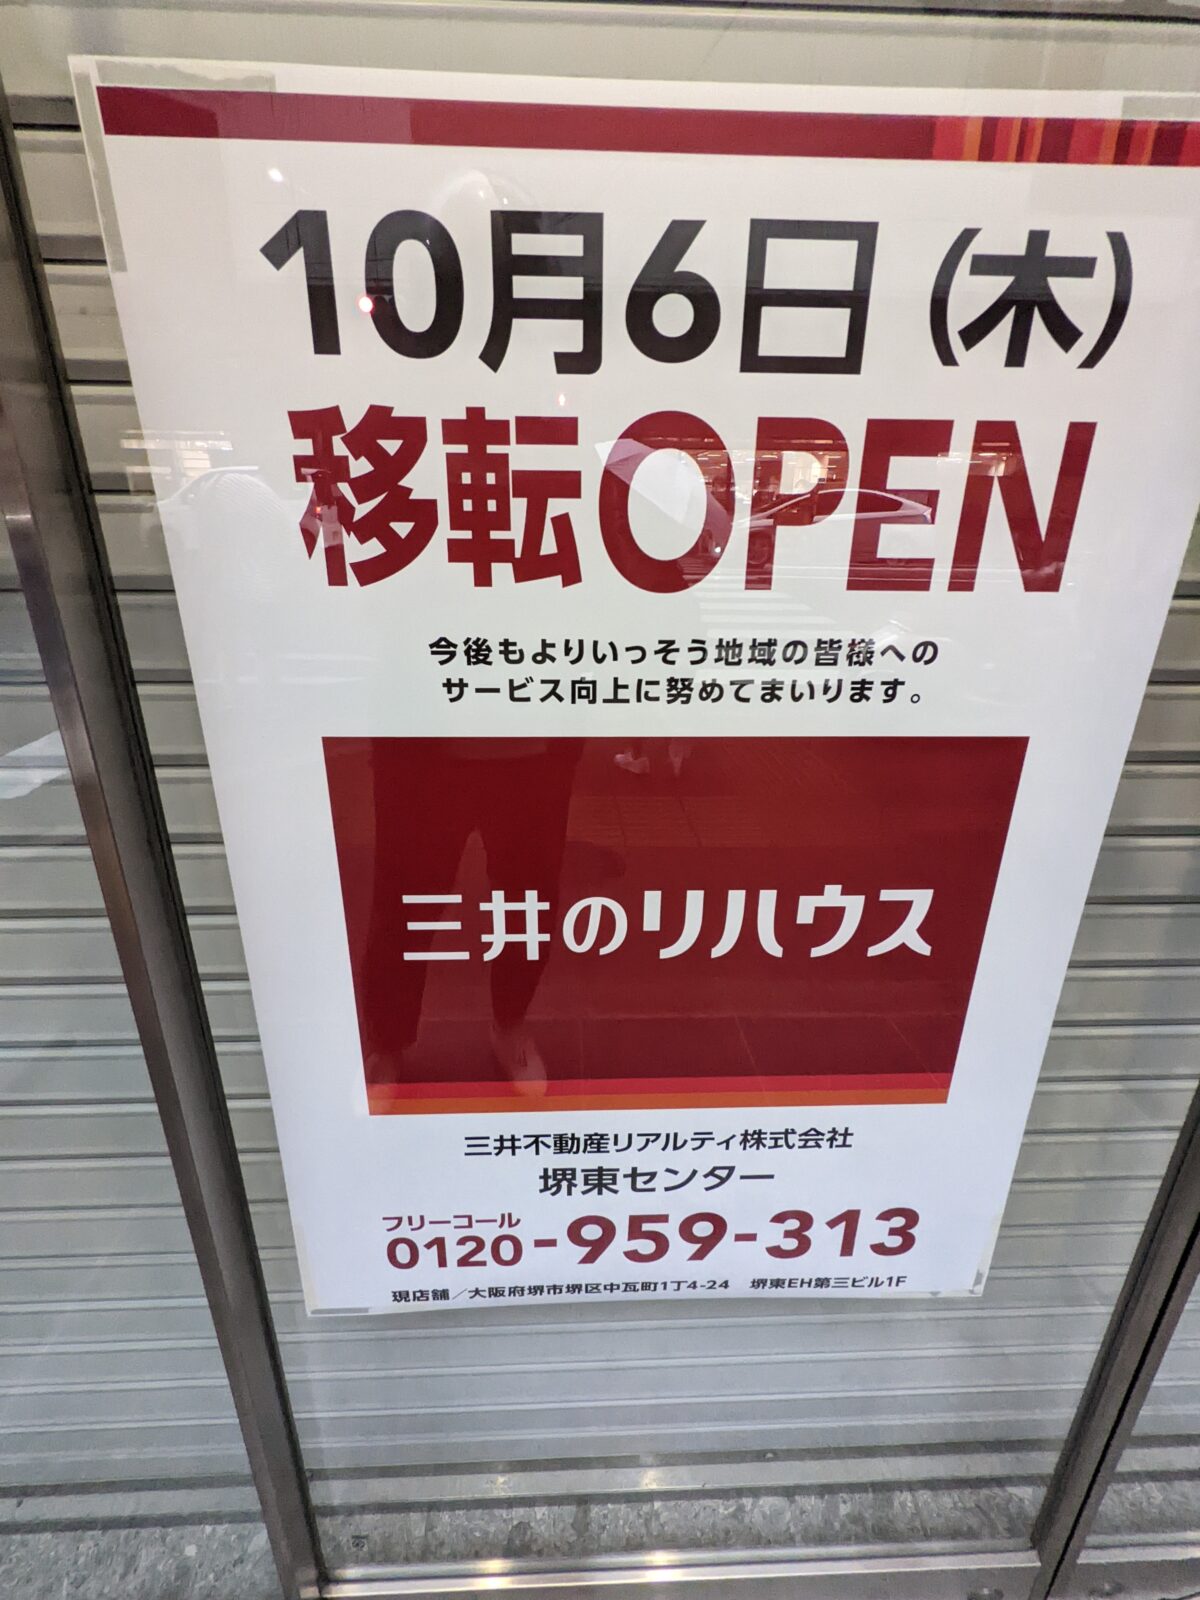 10月6日（木）
移転OPEN
今後もよりいっそう地域の皆様への
サービス向上に努めてまいります。
三井のリハウス
三井不動産リアルティ株式会社
堺東センター
フリーコール
0120-959-313
現店舗／大阪府堺市堺区中瓦町1丁4-24　堺東EH第三ビル1F